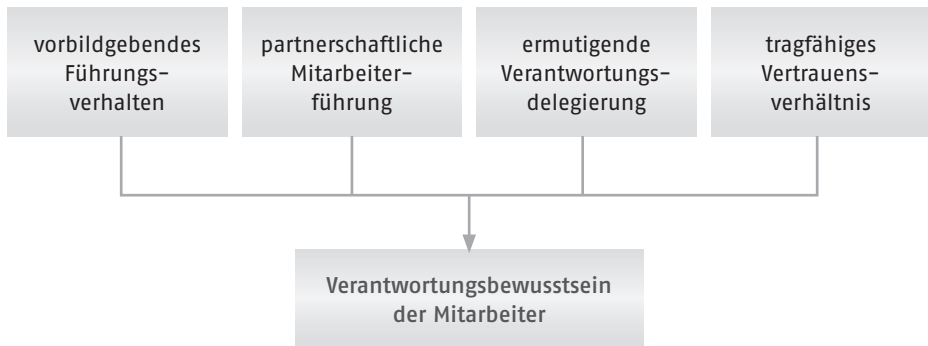 vorbildgebendes
Führungs-
verhalten
partnerschaftliche
Mitarbeiter-
führung
ermutigende
Verantwortungs-
delegierung
tragfähiges
Vertrauens-
verhältnis
Verantwortungsbewusstsein
der Mitarbeiter